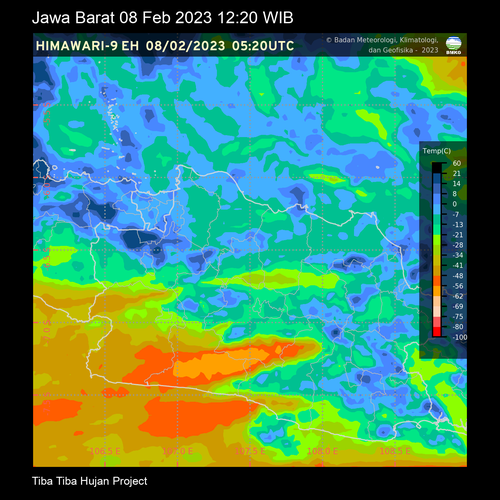 Jawa Barat 08 Feb 2023 12:20 WIB
HIMAWARI-9 EH 08/02/2023 05:20UTC
© Badan Meteorologi, Klimatologi,
dan Geofisika - 2023
BMKG
Temp(C)
60
21
14
8
0
-7
-13
-21
-28
-34
-41
-48
-56
-62
-69
-75
-80
-100
106.5 E
107.0 E
107.5 E
108.0 E
108.5 E
Tiba Tiba Hujan Project